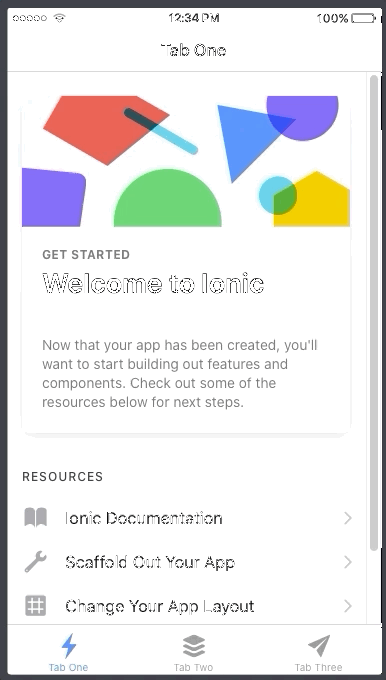 12:34 PM
100%
Tab One
GET STARTED
Welcome to Ionic
Now that your app has been created, you'll
want to start building out features and
components. Check out some of the
resources below for next steps.
RESOURCES
Ionic Documentation
Scaffold Out Your App
Change Your App Layout
Tab One
Tab Two
Tab Three